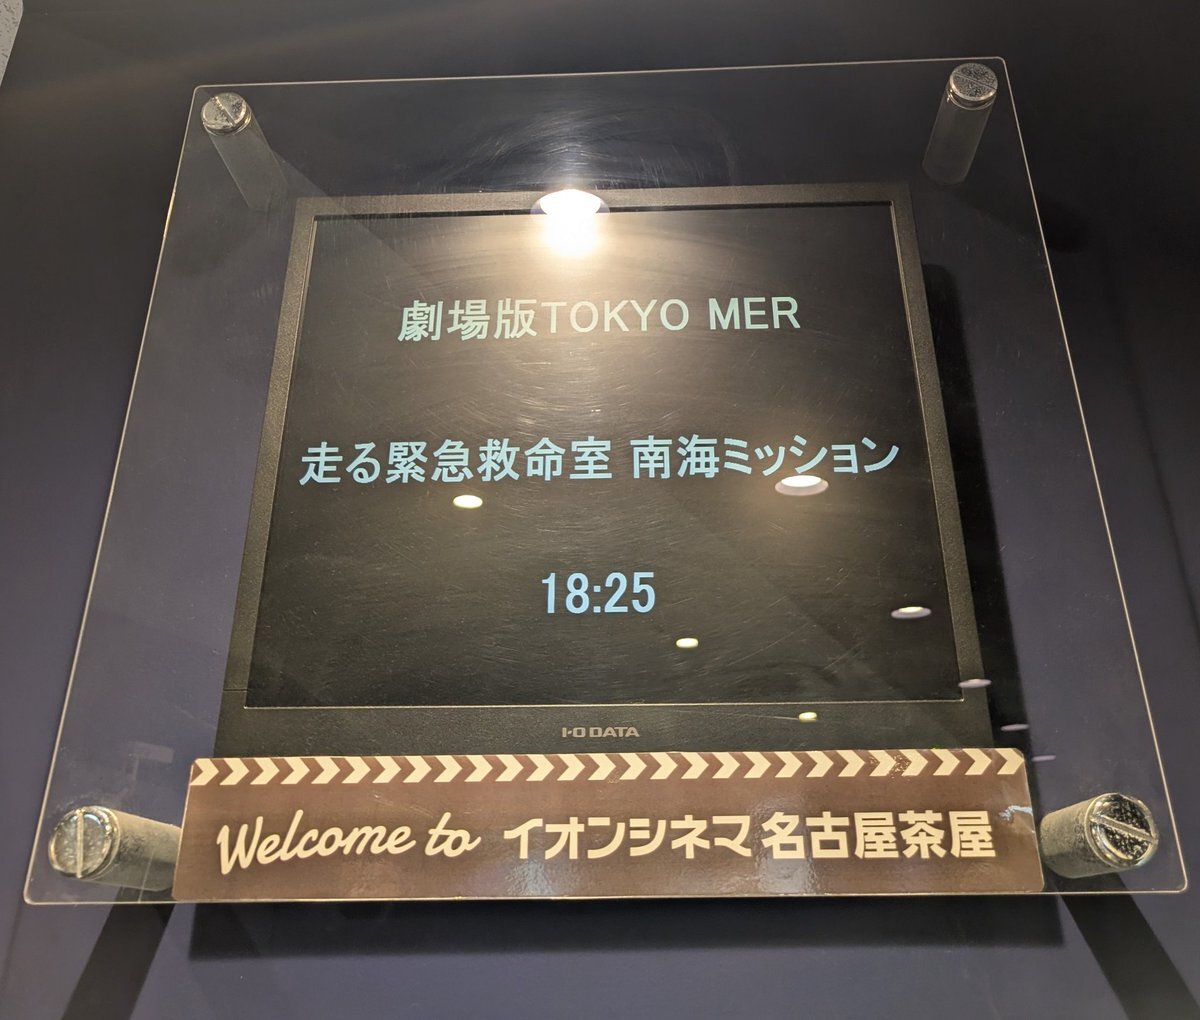 劇場版TOKYO MER
走る緊急救命室 南海ミッション
18:25
I-O DATA
Welcome to イオンシネマ 名古屋茶屋